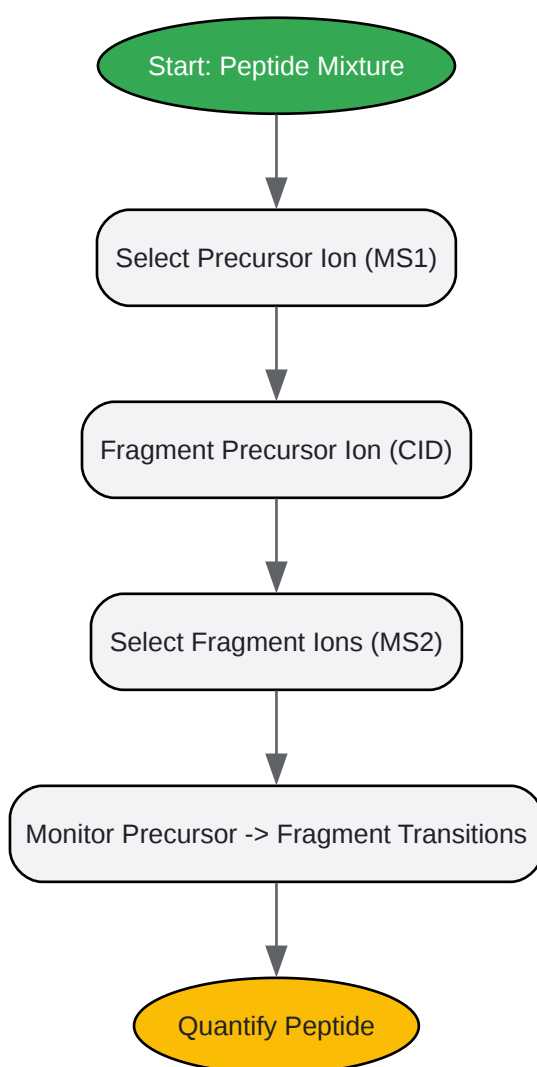 Start: Peptide Mixture
Select Precursor Ion (MS1)
Fragment Precursor Ion (CID)
Select Fragment Ions (MS2)
Monitor Precursor -> Fragment Transitions
Quantify Peptide